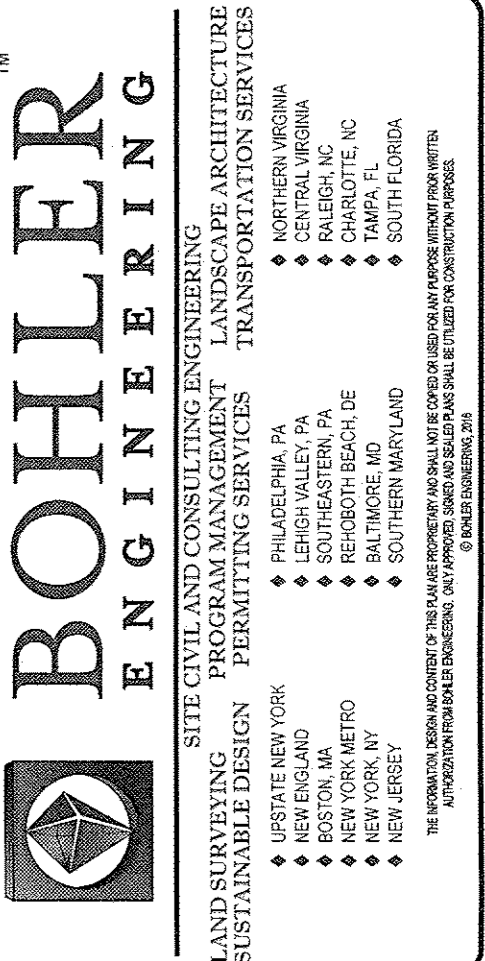 BOHLER™
ENGINEERING
SITE CIVIL AND CONSULTING ENGINEERING
LAND SURVEYING PROGRAM MANAGEMENT LANDSCAPE ARCHITECTURE
SUSTAINABLE DESIGN PERMITTING SERVICES TRANSPORTATION SERVICES
◆ UPSTATE NEW YORK
◆ NEW ENGLAND
◆ BOSTON, MA
◆ NEW YORK METRO
◆ NEW YORK, NY
◆ NEW JERSEY
◆ PHILADELPHIA, PA
◆ LEHIGH VALLEY, PA
◆ SOUTHEASTERN, PA
◆ REHOBOTH BEACH, DE
◆ BALTIMORE, MD
◆ SOUTHERN MARYLAND
◆ NORTHERN VIRGINIA
◆ CENTRAL VIRGINIA
◆ RALEIGH, NC
◆ CHARLOTTE, NC
◆ TAMPA, FL
◆ SOUTH FLORIDA
THE INFORMATION, DESIGN AND CONTENT OF THIS PLAN ARE PROPRIETARY AND SHALL NOT BE COPIED OR USED FOR ANY PURPOSE WITHOUT PRIOR WRITTEN
AUTHORIZATION FROM BOHLER ENGINEERING. ONLY APPROVED, SIGNED AND SEALED PLANS SHALL BE UTILIZED FOR CONSTRUCTION PURPOSES.
© BOHLER ENGINEERING, 2016